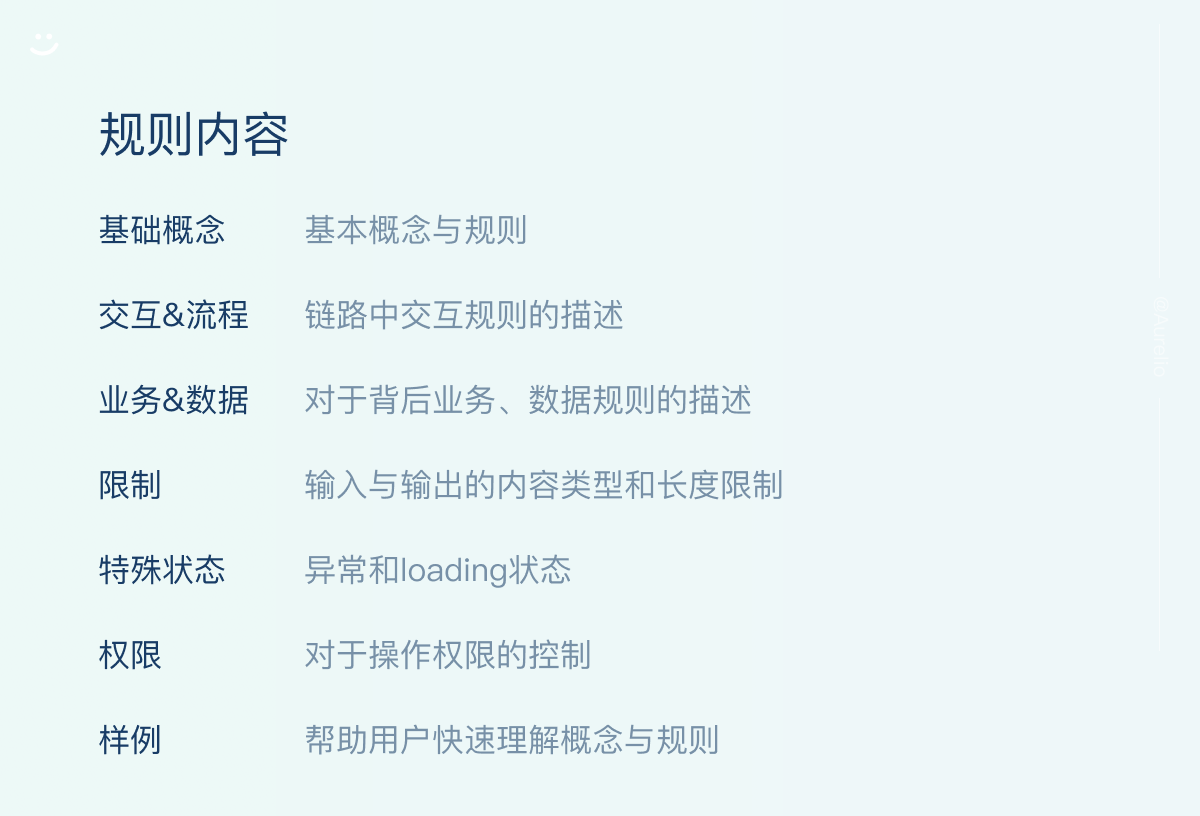 规则内容
基础概念 基本概念与规则
交互&流程 链路中交互规则的描述
业务&数据 对于背后业务、数据规则的描述
限制 输入与输出的内容类型和长度限制
特殊状态 异常和loading状态
权限 对于操作权限的控制
样例 帮助用户快速理解概念与规则